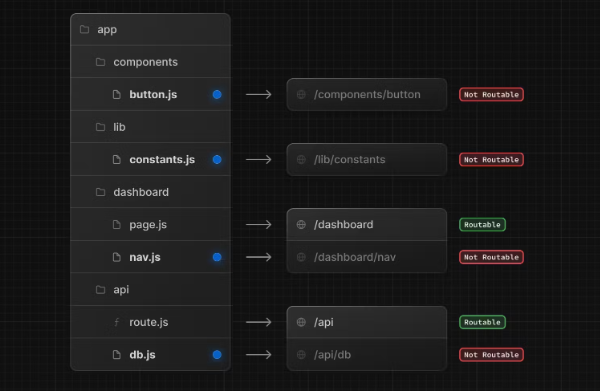 app
components
button.js
/components/button
Not Routable
lib
constants.js
/lib/constants
Not Routable
dashboard
page.js
/dashboard
Routable
nav.js
/dashboard/nav
Not Routable
api
route.js
/api
Routable
db.js
/api/db
Not Routable